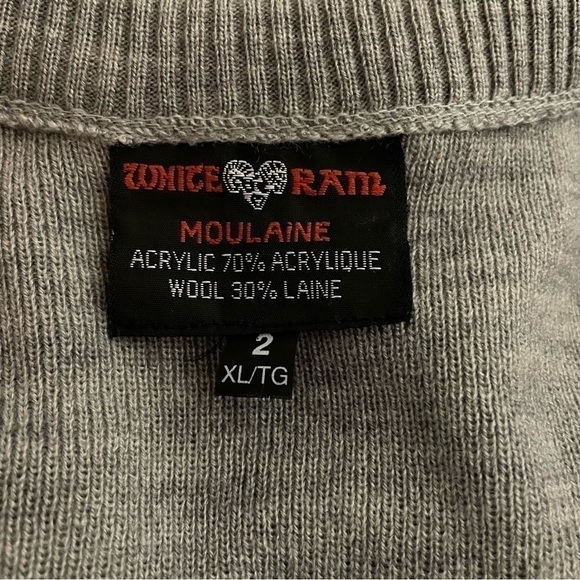 WHITE RAM
MOULAINE
ACRYLIC 70% ACRYLIQUE
WOOL 30% LAINE
2
XL/TG